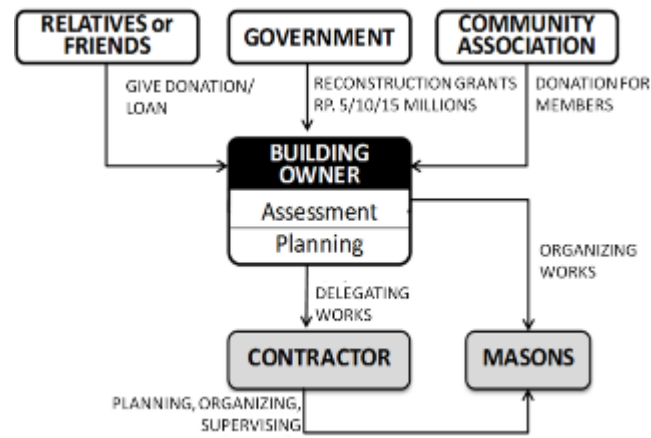 RELATIVES or
FRIENDS
GOVERNMENT
COMMUNITY
ASSOCIATION
GIVE DONATION/
LOAN
RECONSTRUCTION GRANTS
RP. 5/10/15 MILLIONS
DONATION FOR
MEMBERS
BUILDING
OWNER
Assessment
Planning
ORGANIZING
WORKS
DELEGATING
WORKS
CONTRACTOR
MASONS
PLANNING, ORGANIZING,
SUPERVISING